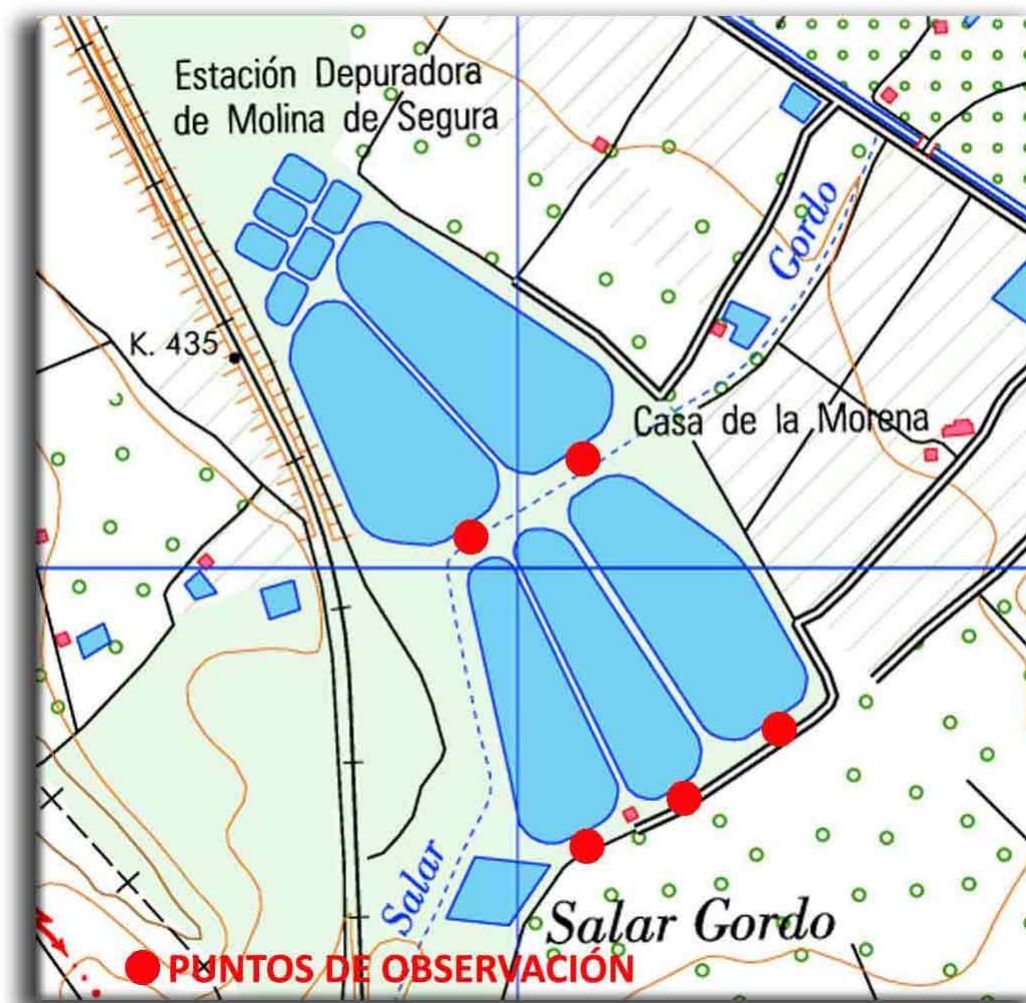 Estación Depuradora
de Molina de Segura
Gordo
K. 435
Casa de la Morena
Salar
Salar Gordo
PUNTOS DE OBSERVACIÓN